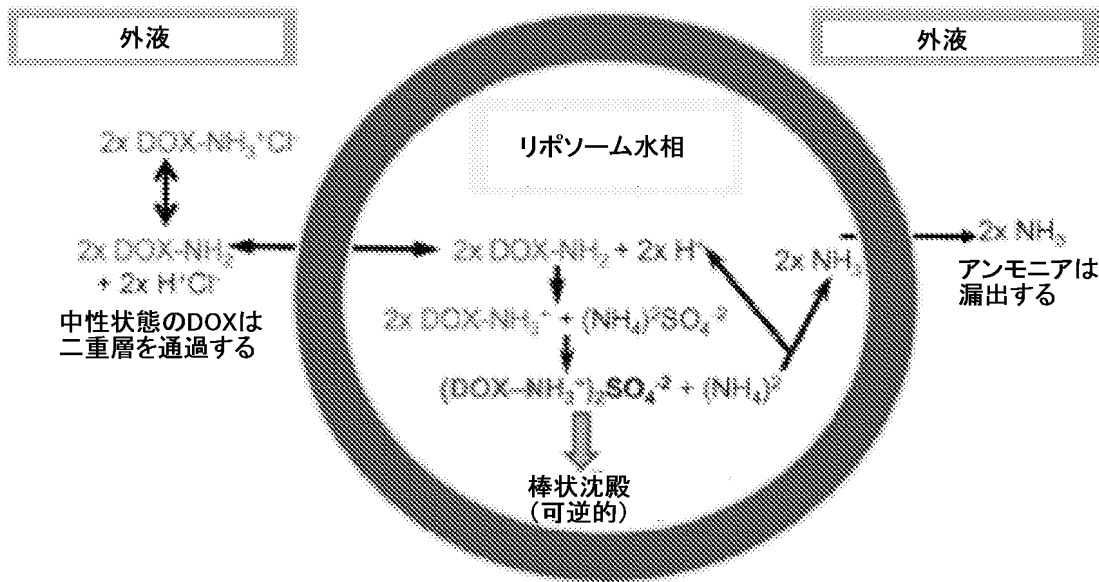 外液
外液
リポソーム水相
2x DOX-NH₃⁺Cl⁻
2x DOX-NH₂
+ 2x H⁺Cl⁻
中性状態のDOXは
二重層を通過する
2x DOX-NH₂ + 2x H⁺
2x DOX-NH₃⁺ + (NH₄)²SO₄⁻²
(DOX-NH₃⁺)₂SO₄⁻² + (NH₄)²
棒状沈殿
(可逆的)
2x NH₃
2x NH₃
アンモニアは
漏出する